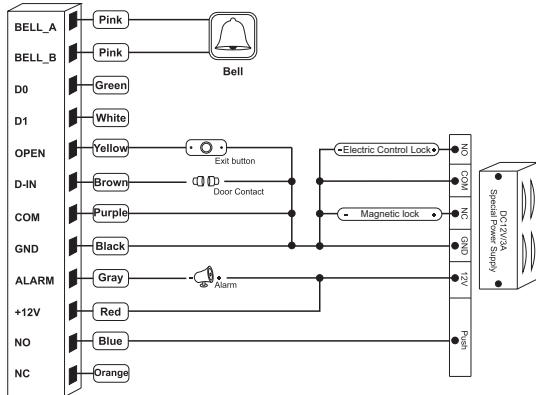 BELL_A
Pink
BELL_B
Pink
Bell
D0
Green
D1
White
OPEN
Yellow
Exit button
- Electric Control Lock +
NO
D-IN
Brown
Door Contact
COM
COM
Purple
- Magnetic lock +
NC
GND
Black
GND
ALARM
Gray
- +
Alarm
12V
+12V
Red
NO
Blue
Push
NC
Orange
DC12V/3A
Special Power Supply